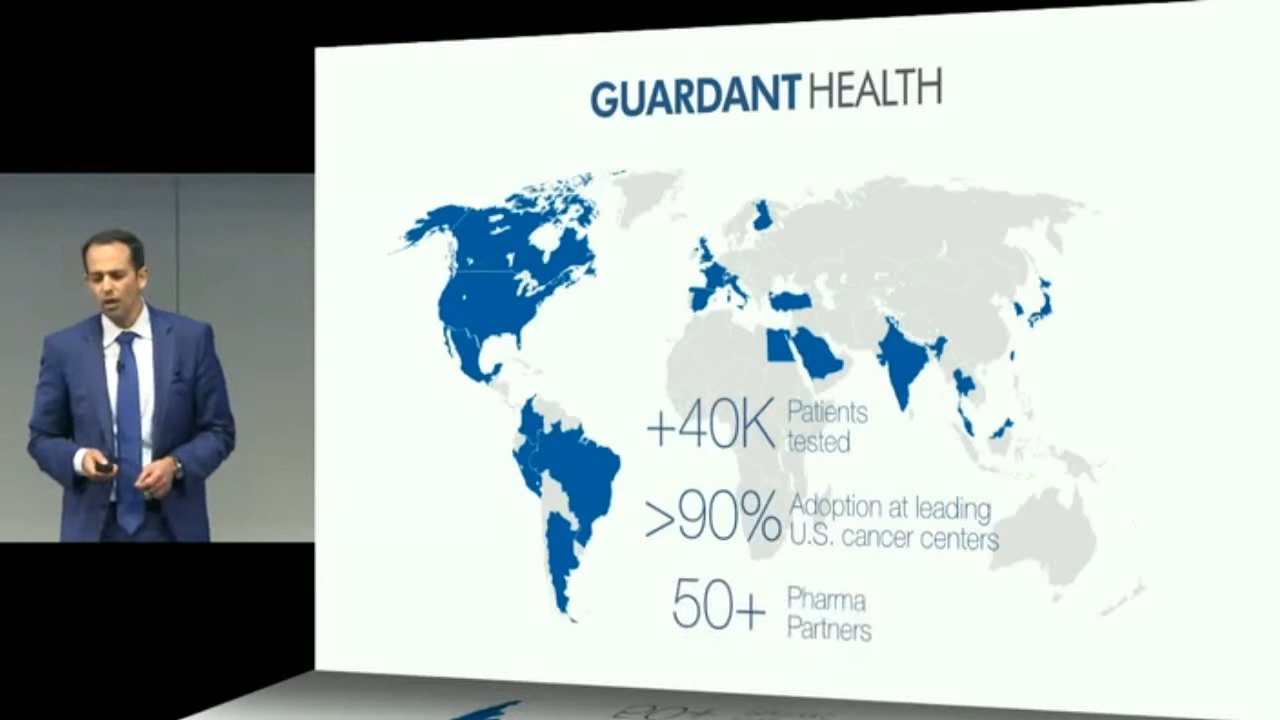 GUARDANT HEALTH
+40K Patients
tested
>90% Adoption at leading
U.S. cancer centers
50+ Pharma
Partners